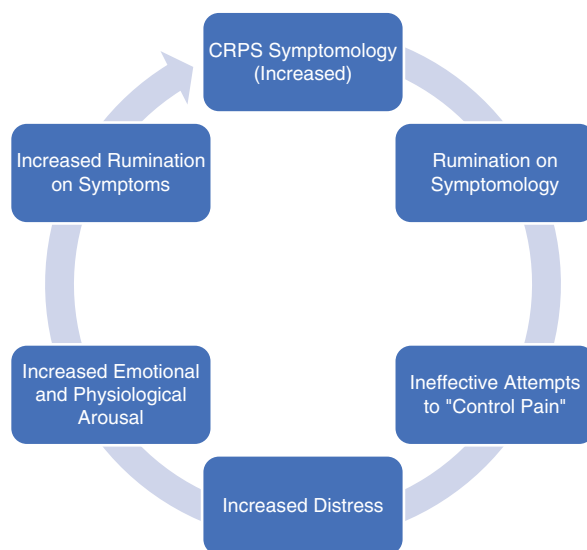 CRPS Symptomology
(Increased)
Rumination on
Symptomology
Ineffective Attempts
to "Control Pain"
Increased Distress
Increased Emotional
and Physiological
Arousal
Increased Rumination
on Symptoms